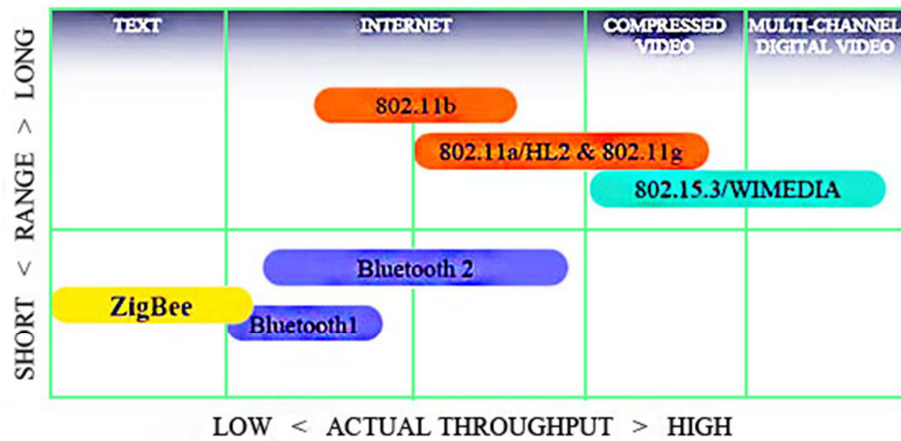 TEXT
INTERNET
COMPRESSED
VIDEO
MULTI-CHANNEL
DIGITAL VIDEO
SHORT < RANGE > LONG
802.11b
802.11a/HL2 & 802.11g
802.15.3/WIMEDIA
Bluetooth 2
ZigBee
Bluetooth1
LOW < ACTUAL THROUGHPUT > HIGH